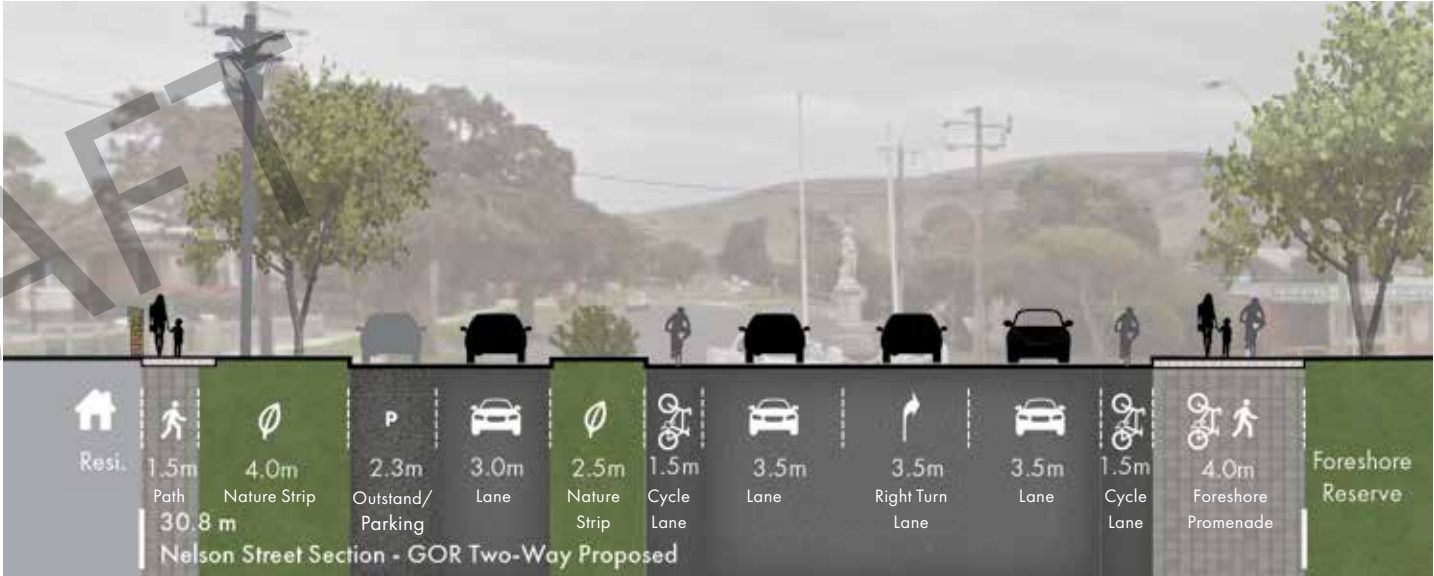 AFT
P
Resi.
1.5m
Path
4.0m
Nature Strip
2.3m
Outstand/
Parking
3.0m
Lane
2.5m
Nature
Strip
1.5m
Cycle
Lane
3.5m
Lane
3.5m
Right Turn
Lane
3.5m
Lane
1.5m
Cycle
Lane
4.0m
Foreshore
Promenade
Foreshore
Reserve
30.8 m
Nelson Street Section - GOR Two-Way Proposed